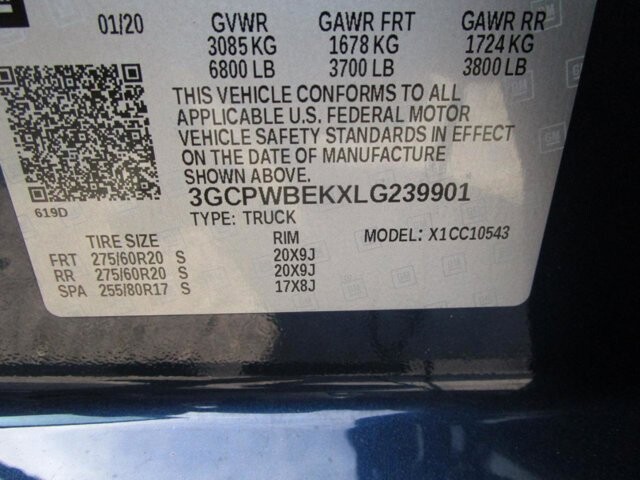 01/20 GVWR GAWR FRT GAWR RR
3085 KG 1678 KG 1724 KG
6800 LB 3700 LB 3800 LB
THIS VEHICLE CONFORMS TO ALL
APPLICABLE U.S. FEDERAL MOTOR
VEHICLE SAFETY STANDARDS IN EFFECT
ON THE DATE OF MANUFACTURE
SHOWN ABOVE.
3GCPWBEKXLG239901
619D TYPE: TRUCK
TIRE SIZE RIM MODEL: X1CC10543
FRT 275/60R20 S 20X9J
RR 275/60R20 S 20X9J
SPA 255/80R17 S 17X8J